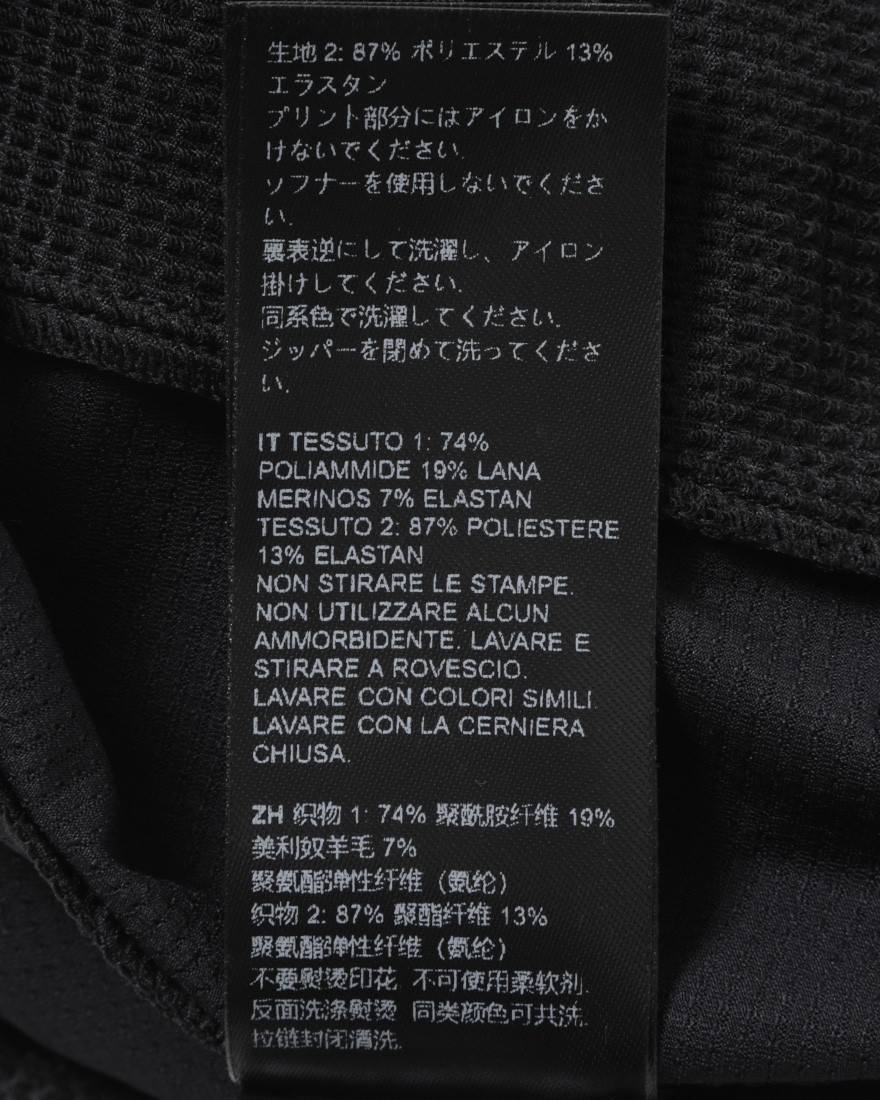 生地 2: 87% ポリエステル 13%
エラスタン
プリント部分にはアイロンをか
けないでください.
ソフナーを使用しないでくださ
い.
裏表逆にして洗濯し、アイロン
掛けしてください.
同系色で洗濯してください.
ジッパーを閉めて洗ってくださ
い.
IT TESSUTO 1: 74%
POLIAMMIDE 19% LANA
MERINOS 7% ELASTAN
TESSUTO 2: 87% POLIESTERE
13% ELASTAN
NON STIRARE LE STAMPE.
NON UTILIZZARE ALCUN
AMMORBIDENTE. LAVARE E
STIRARE A ROVESCIO.
LAVARE CON COLORI SIMILI.
LAVARE CON LA CERNIERA
CHIUSA.
ZH 织物 1: 74% 聚酰胺纤维 19%
美利奴羊毛 7%
聚氨酯弹性纤维（氨纶）
织物 2: 87% 聚酯纤维 13%
聚氨酯弹性纤维（氨纶）
不要熨烫印花. 不可使用柔软剂.
反面洗涤熨烫. 同类颜色可共洗.
拉链封闭清洗.